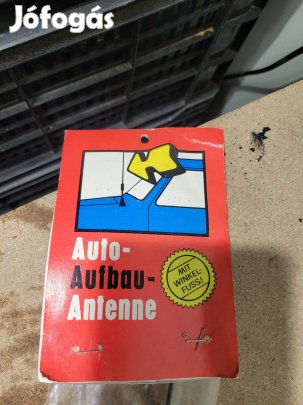 Jófogás
Auto-
Aufbau-
Antenne
MIT
WINKEL-
FUSS!